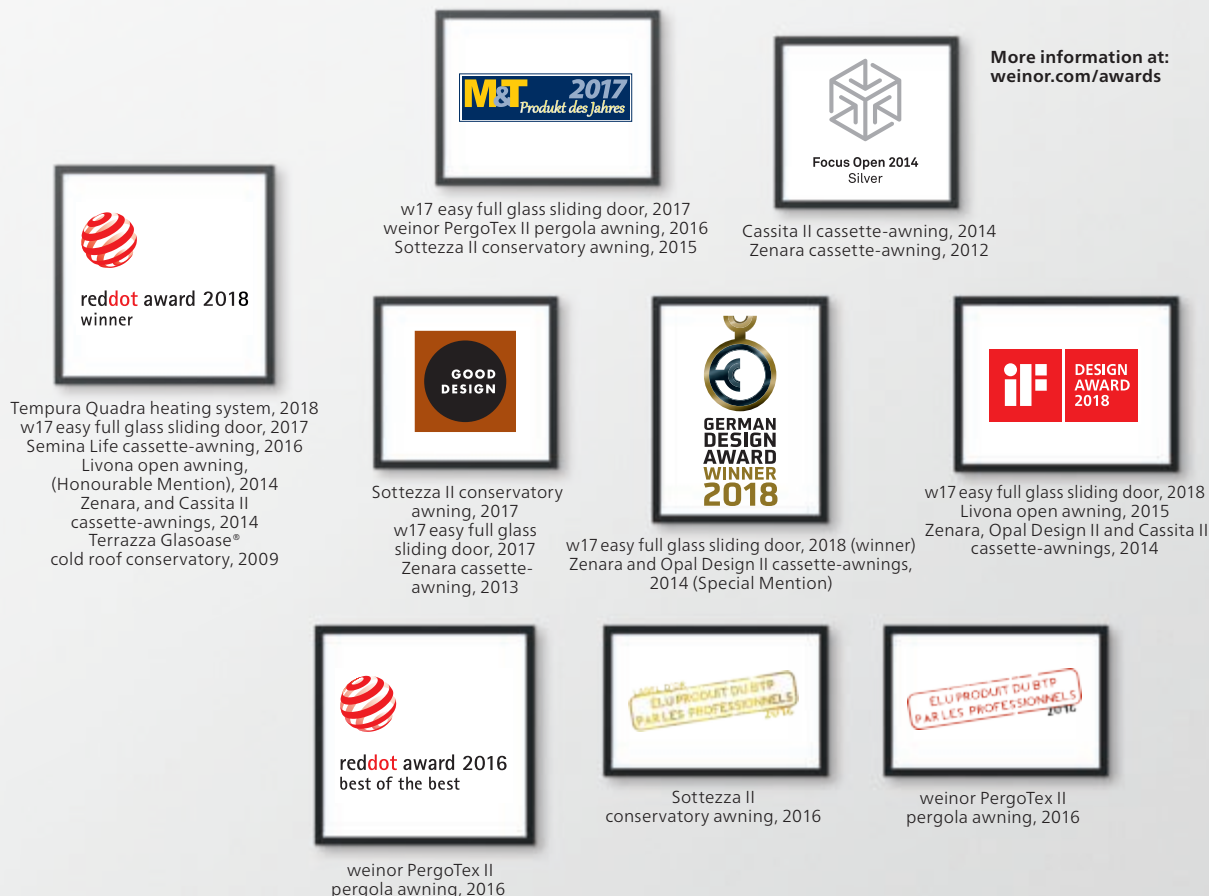 More information at:
weinor.com/awards
M&T 2017
Produkt des Jahres
w17 easy full glass sliding door, 2017
weinor PergoTex II pergola awning, 2016
Sottezza II conservatory awning, 2015
Focus Open 2014
Silver
Cassita II cassette-awning, 2014
Zenara cassette-awning, 2012
reddot award 2018
winner
Tempura Quadra heating system, 2018
w17 easy full glass sliding door, 2017
Semina Life cassette-awning, 2016
Livona open awning,
(Honourable Mention), 2014
Zenara, and Cassita II
cassette-awnings, 2014
Terrazza Glasoase®
cold roof conservatory, 2009
GOOD
DESIGN
Sottezza II conservatory
awning, 2017
w17 easy full glass
sliding door, 2017
Zenara cassette-
awning, 2013
GERMAN
DESIGN
AWARD
WINNER
2018
w17 easy full glass sliding door, 2018 (winner)
Zenara and Opal Design II cassette-awnings,
2014 (Special Mention)
iF
DESIGN
AWARD
2018
w17 easy full glass sliding door, 2018
Livona open awning, 2015
Zenara, Opal Design II and Cassita II
cassette-awnings, 2014
reddot award 2016
best of the best
weinor PergoTex II
pergola awning, 2016
LABEL D'OR
ELU PRODUIT DU BTP
PAR LES PROFESSIONNELS
2016
Sottezza II
conservatory awning, 2016
ELU PRODUIT DU BTP
PAR LES PROFESSIONNELS
2016
weinor PergoTex II
pergola awning, 2016